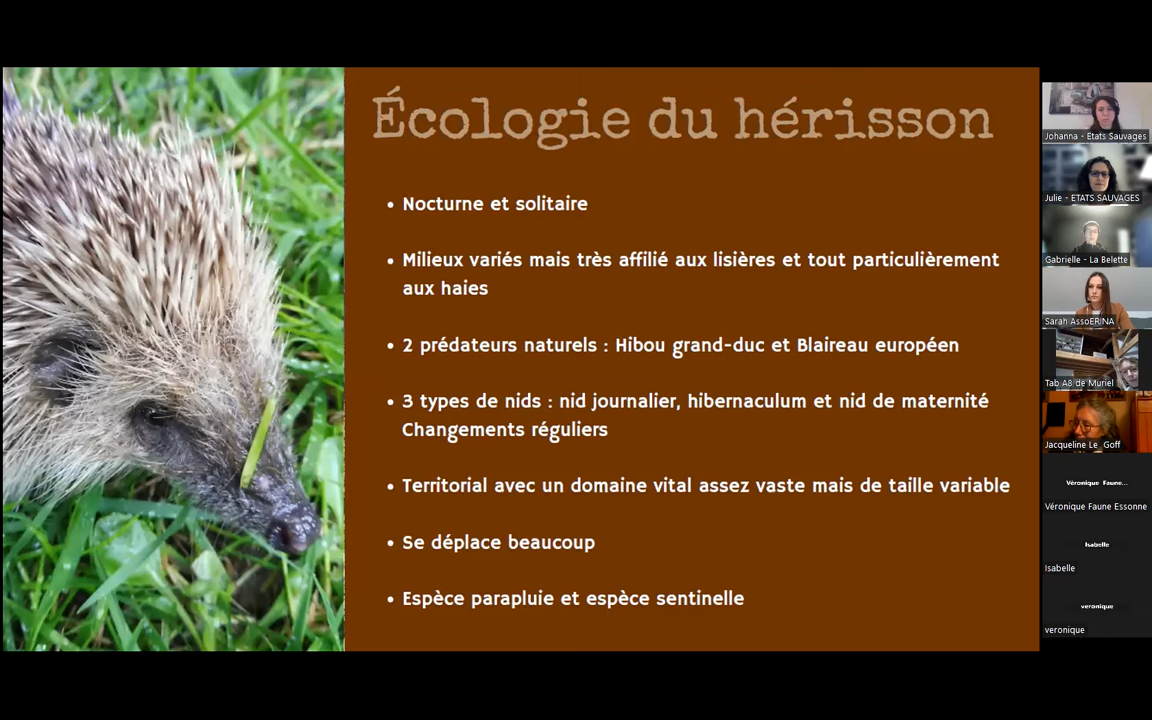 Écologie du hérisson
• Nocturne et solitaire
• Milieux variés mais très affilié aux lisières et tout particulièrement
aux haies
• 2 prédateurs naturels : Hibou grand-duc et Blaireau européen
• 3 types de nids : nid journalier, hibernaculum et nid de maternité
Changements réguliers
• Territorial avec un domaine vital assez vaste mais de taille variable
• Se déplace beaucoup
• Espèce parapluie et espèce sentinelle
Johanna - Etats Sauvages
Julie - ETATS SAUVAGES
Gabrielle - La Belette
Sarah AssoERINA
Tab A8 de Muriel
Jacqueline Le Goff
Véronique Faune...
Véronique Faune Essonne
Isabelle
Isabelle
veronique
veronique